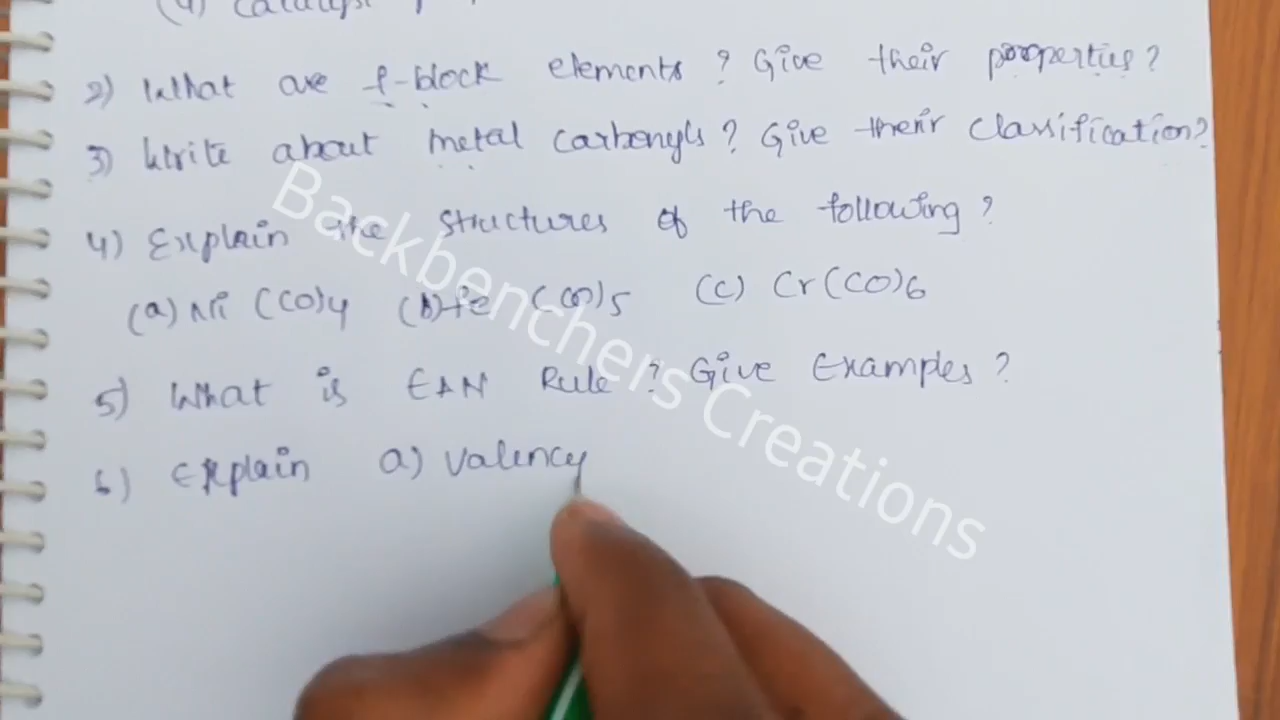 (4) Catalyst
2) What are f-block elements ? Give their properties ?
3) Write about metal carbonyls ? Give their classification?
4) Explain the structures of the following ?
(a) Ni (CO)4 (b) Fe (CO)5 (c) Cr(CO)6
5) What is EAN Rule ? Give Examples ?
6) Explain a) Valency
Backbenchers Creations